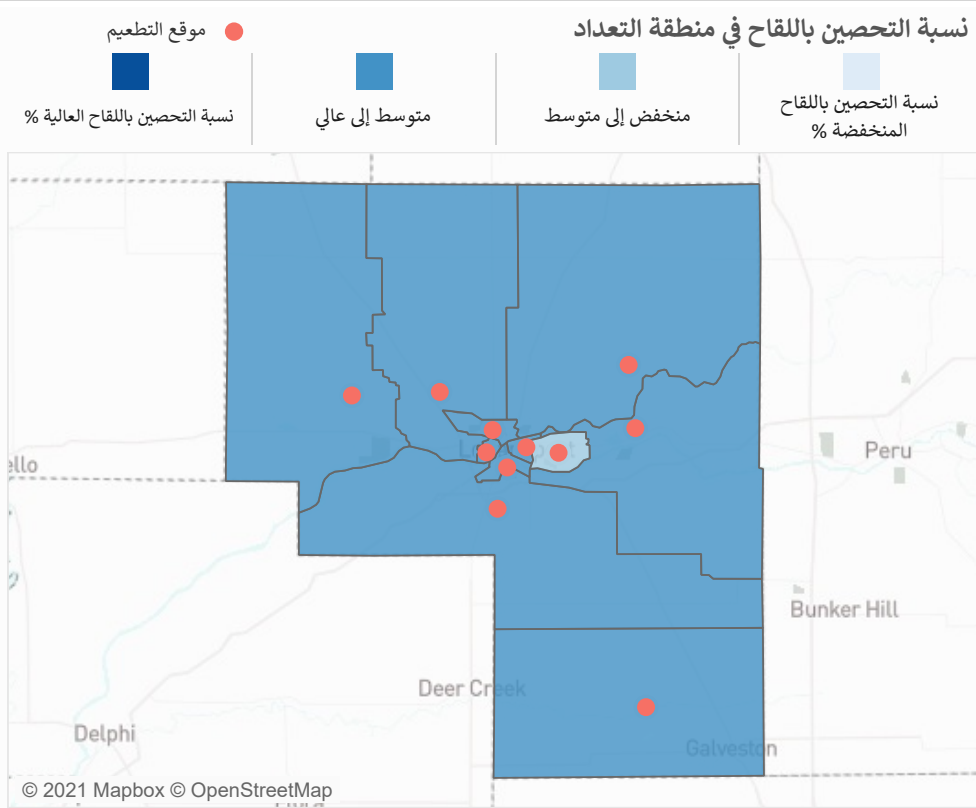 نسبة التحصين باللقاح في منطقة التعداد
موقع التطعيم
نسبة التحصين باللقاح
المنخفضة %
منخفض إلى متوسط
متوسط إلى عالي
نسبة التحصين باللقاح العالية %
ello
Peru
Bunker Hill
Deer Creek
Delphi
Galveston
© 2021 Mapbox © OpenStreetMap